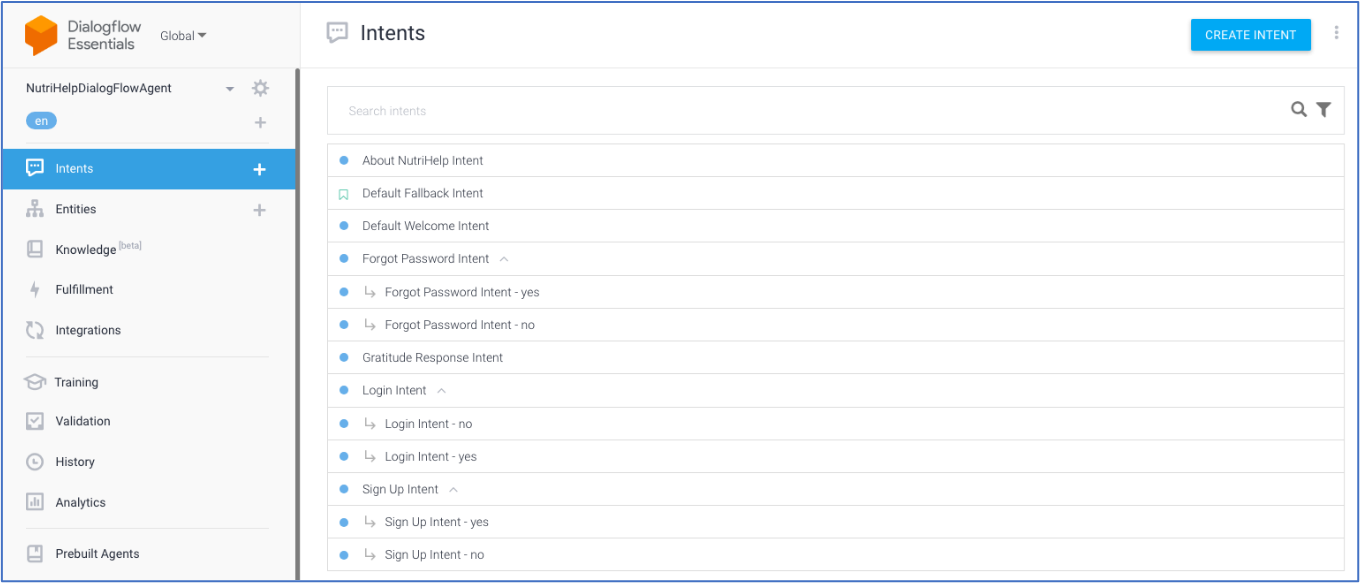 Dialogflow
Essentials
Global
NutriHelpDialogFlowAgent
en
Intents
Entities
Knowledge [beta]
Fulfillment
Integrations
Training
Validation
History
Analytics
Prebuilt Agents
Intents
CREATE INTENT
Search intents
About NutriHelp Intent
Default Fallback Intent
Default Welcome Intent
Forgot Password Intent
Forgot Password Intent - yes
Forgot Password Intent - no
Gratitude Response Intent
Login Intent
Login Intent - no
Login Intent - yes
Sign Up Intent
Sign Up Intent - yes
Sign Up Intent - no